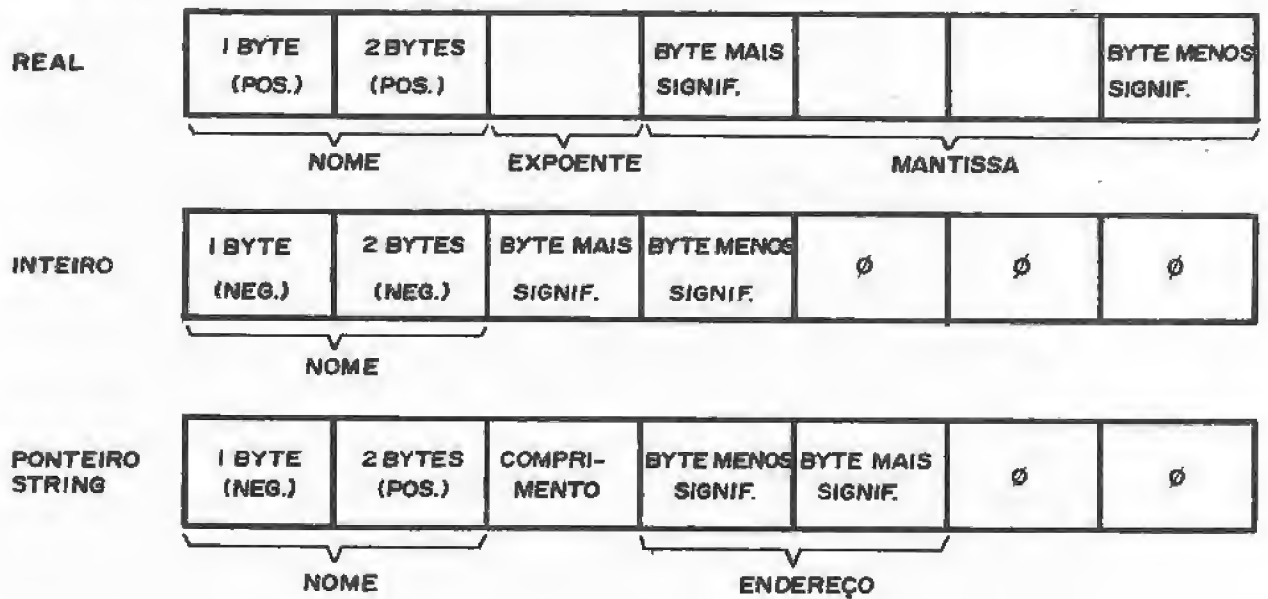 REAL
1 BYTE (POS.)
2 BYTES (POS.)
BYTE MAIS SIGNIF.
BYTE MENOS SIGNIF.
NOME
EXPOENTE
MANTISSA
INTEIRO
1 BYTE (NEG.)
2 BYTES (NEG.)
BYTE MAIS SIGNIF.
BYTE MENOS SIGNIF.
Ø
Ø
Ø
NOME
PONTEIRO STRING
1 BYTE (NEG.)
2 BYTES (POS.)
COMPRI-
MENTO
BYTE MENOS SIGNIF.
BYTE MAIS SIGNIF.
Ø
Ø
NOME
ENDEREÇO